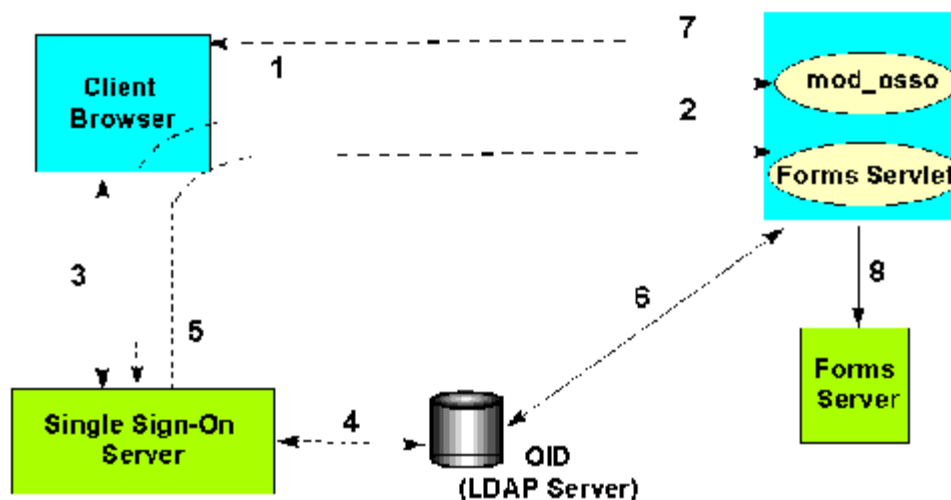 7
1
Client
Browser
mod_osso
2
Forms Servlet
3
6
8
5
Forms
Server
Single Sign-On
Server
4
OID
(LDAP Server)